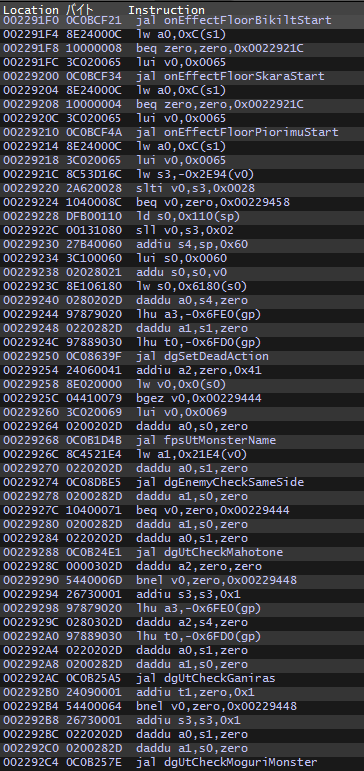 Location バイト Instruction
002291F0 0C0BCF21 jal onEffectFloorBikiltStart
002291F4 8E24000C lw a0,0xC(s1)
002291F8 10000008 beq zero,zero,0x0022921C
002291FC 3C020065 lui v0,0x0065
00229200 0C0BCF34 jal onEffectFloorSkaraStart
00229204 8E24000C lw a0,0xC(s1)
00229208 10000004 beq zero,zero,0x0022921C
0022920C 3C020065 lui v0,0x0065
00229210 0C0BCF4A jal onEffectFloorPiorimuStart
00229214 8E24000C lw a0,0xC(s1)
00229218 3C020065 lui v0,0x0065
0022921C 8C53D16C lw s3,-0x2E94(v0)
00229220 2A620028 slti v0,s3,0x0028
00229224 1040008C beq v0,zero,0x00229458
00229228 DFB00110 ld s0,0x110(sp)
0022922C 00131080 sll v0,s3,0x02
00229230 27B40060 addiu s4,sp,0x60
00229234 3C100060 lui s0,0x0060
00229238 02028021 addu s0,s0,v0
0022923C 8E106180 lw s0,0x6180(s0)
00229240 0280202D daddu a0,s4,zero
00229244 97879020 lhu a3,-0x6FE0(gp)
00229248 0220282D daddu a1,s1,zero
0022924C 97889030 lhu t0,-0x6FD0(gp)
00229250 0C08639F jal dgSetDeadAction
00229254 24060041 addiu a2,zero,0x41
00229258 8E020000 lw v0,0x0(s0)
0022925C 04410079 bgez v0,0x00229444
00229260 3C020069 lui v0,0x0069
00229264 0200202D daddu a0,s0,zero
00229268 0C0B1D4B jal fpsUtMonsterName
0022926C 8C4521E4 lw a1,0x21E4(v0)
00229270 0220202D daddu a0,s1,zero
00229274 0C08DBE5 jal dgEnemyCheckSameSide
00229278 0200282D daddu a1,s0,zero
0022927C 10400071 beq v0,zero,0x00229444
00229280 0200282D daddu a1,s0,zero
00229284 0220202D daddu a0,s1,zero
00229288 0C0B24E1 jal dgUtCheckMahotone
0022928C 0000302D daddu a2,zero,zero
00229290 5440006D bnel v0,zero,0x00229448
00229294 26730001 addiu s3,s3,0x1
00229298 97879020 lhu a3,-0x6FE0(gp)
0022929C 0280302D daddu a2,s4,zero
002292A0 97889030 lhu t0,-0x6FD0(gp)
002292A4 0220202D daddu a0,s1,zero
002292A8 0200282D daddu a1,s0,zero
002292AC 0C0B25A5 jal dgUtCheckGaniras
002292B0 24090001 addiu t1,zero,0x1
002292B4 54400064 bnel v0,zero,0x00229448
002292B8 26730001 addiu s3,s3,0x1
002292BC 0220202D daddu a0,s1,zero
002292C0 0200282D daddu a1,s0,zero
002292C4 0C0B257E jal dgUtCheckMoguriMonster